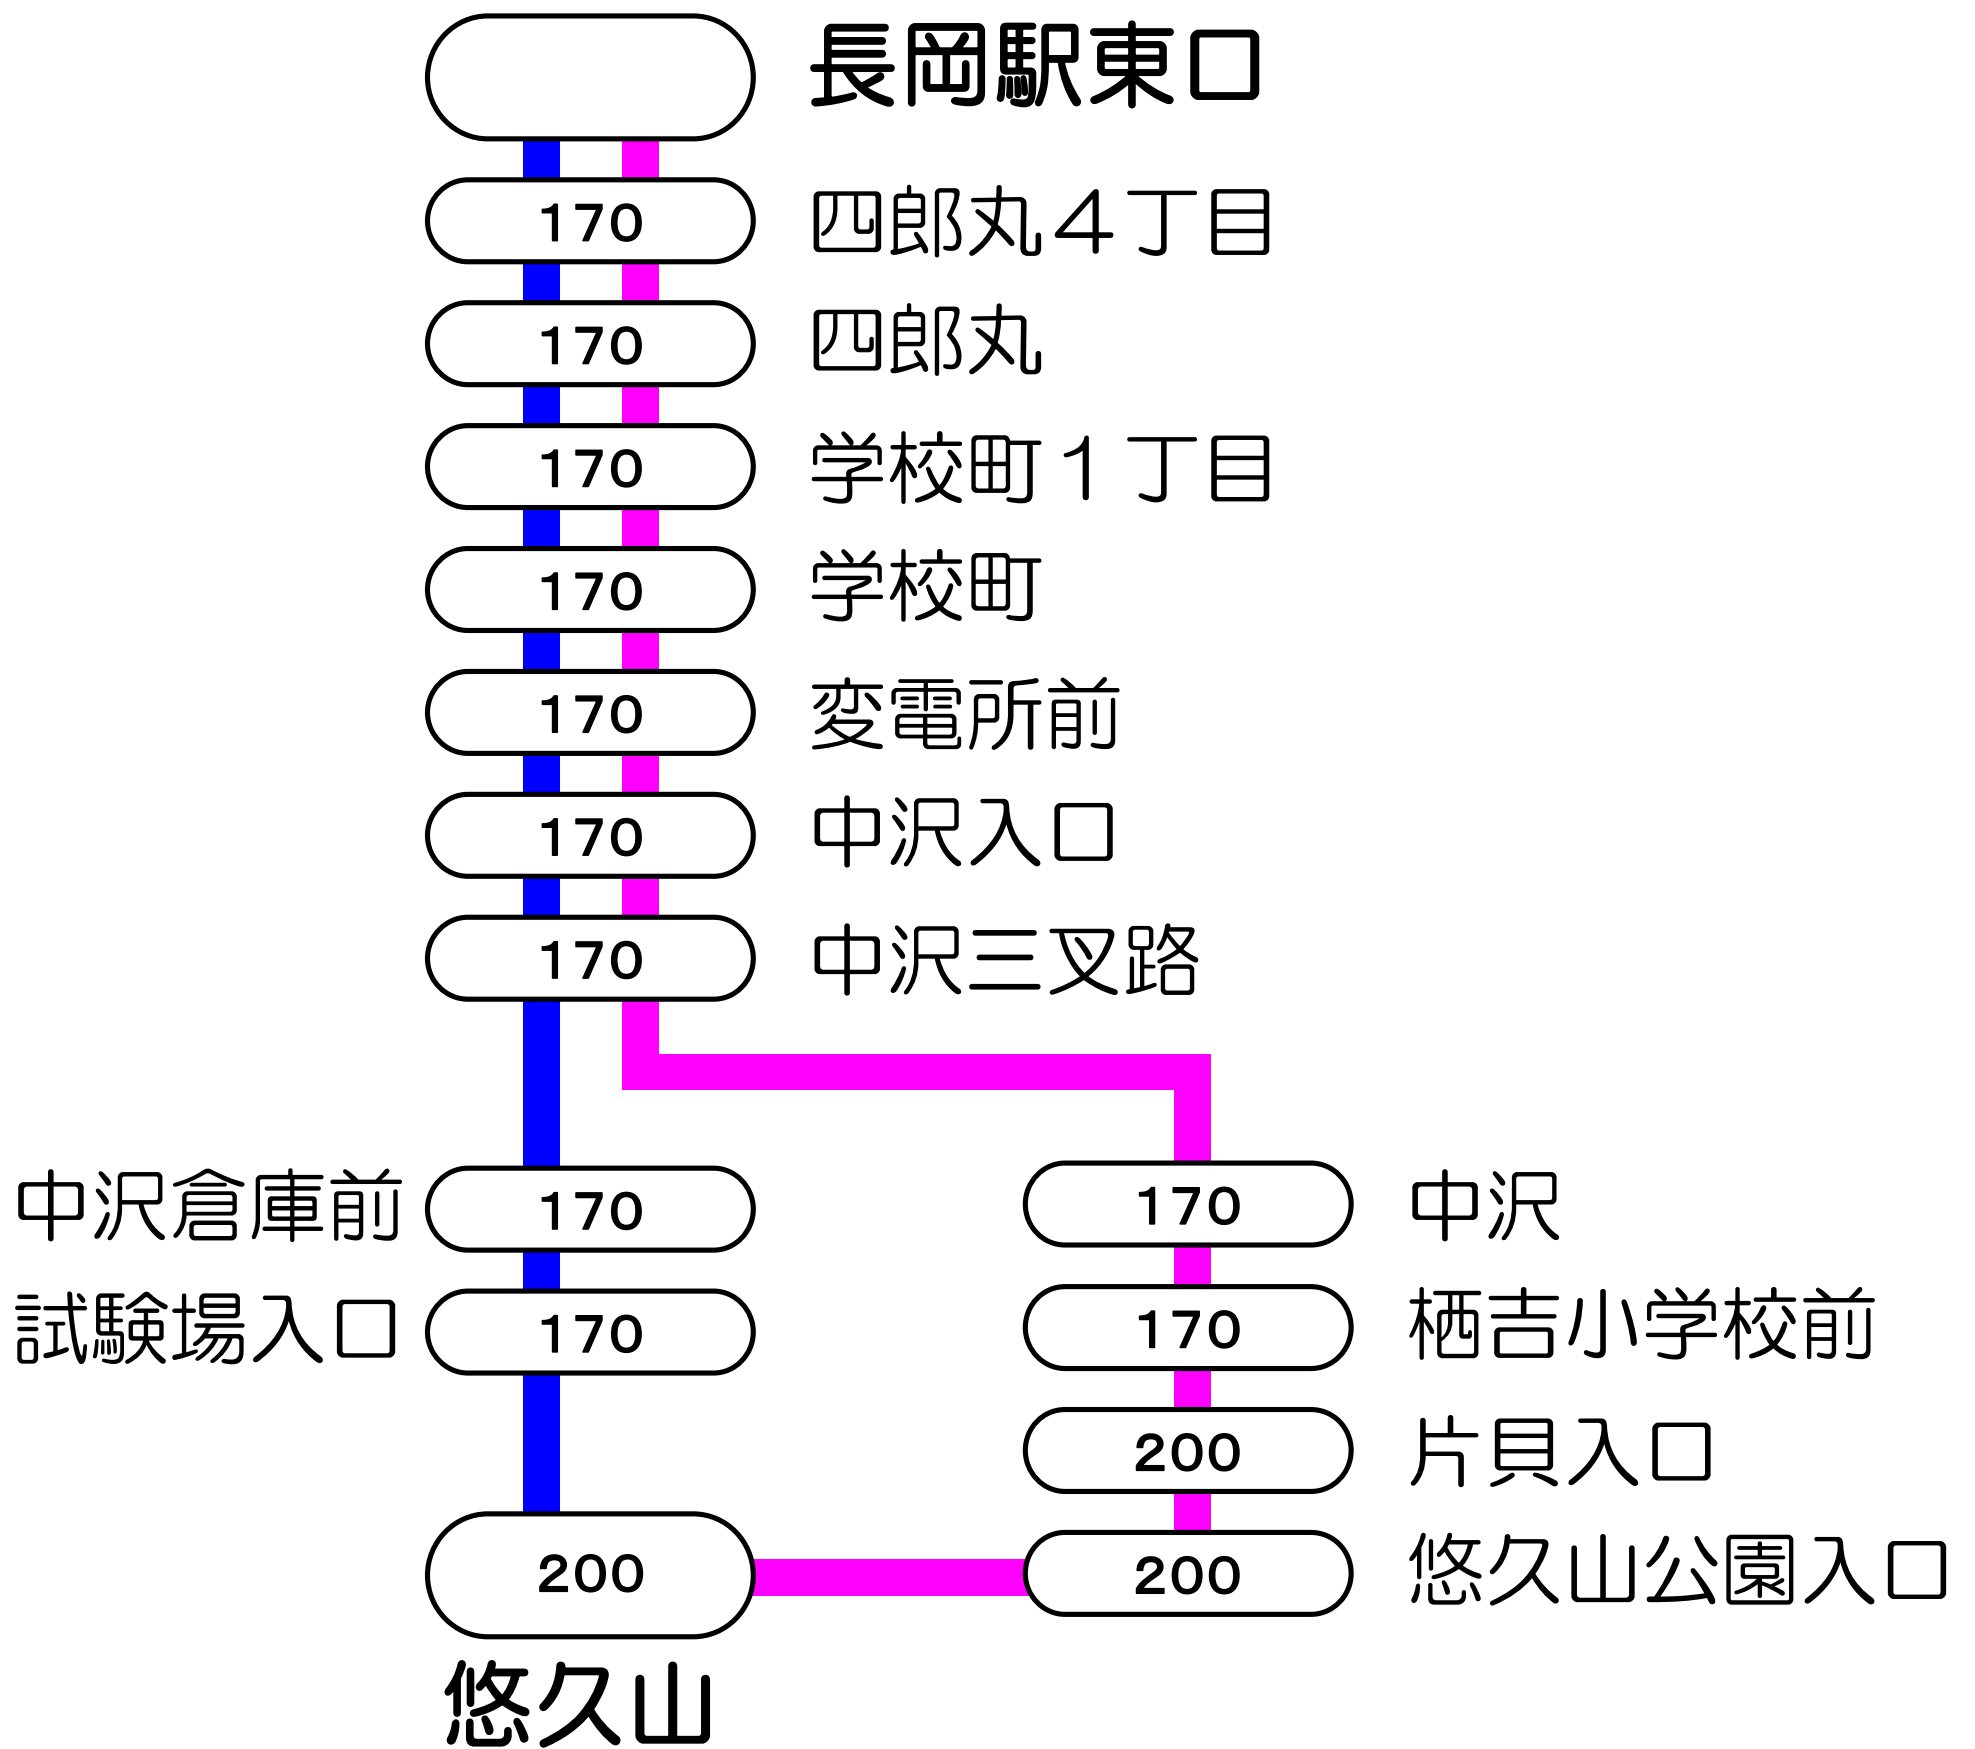 長岡駅東口
170 四郎丸４丁目
170 四郎丸
170 学校町１丁目
170 学校町
170 変電所前
170 中沢入口
170 中沢三叉路
中沢倉庫前 170 170 中沢
試験場入口 170 170 栖吉小学校前
200 片貝入口
200 200 悠久山公園入口
悠久山